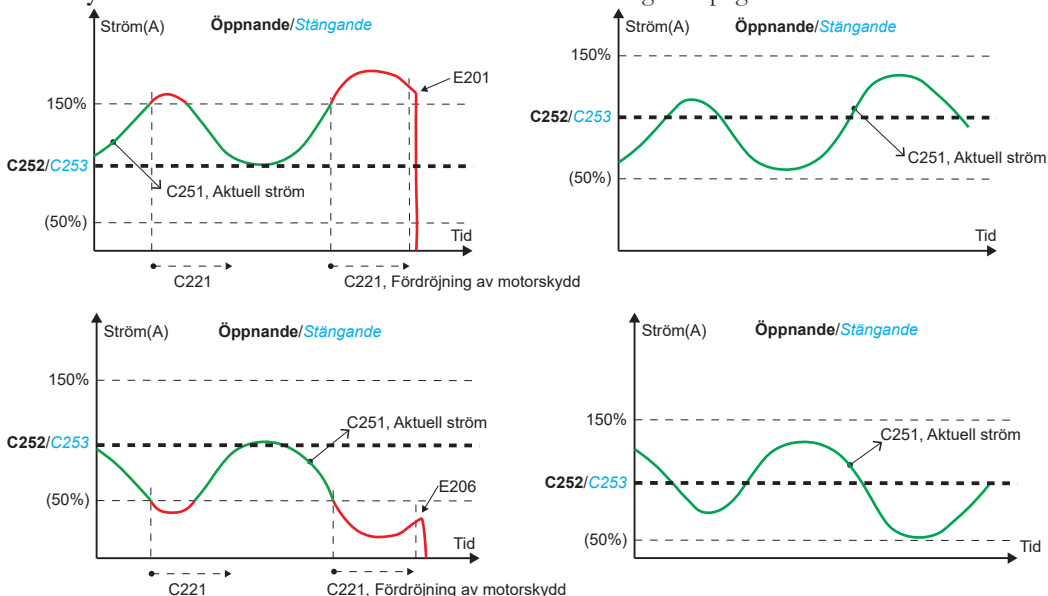 Ström(A) Öppnande/Stängande
E201
150%
C252/C253
C251, Aktuell ström
(50%)
Tid
C221
C221, Fördröjning av motorskydd
Ström(A) Öppnande/Stängande
150%
C252/C253
C251, Aktuell ström
(50%)
Tid
Ström(A) Öppnande/Stängande
150%
C251, Aktuell ström
C252/C253
E206
(50%)
Tid
C221
C221, Fördröjning av motorskydd
Ström(A) Öppnande/Stängande
150%
C251, Aktuell ström
C252/C253
(50%)
Tid